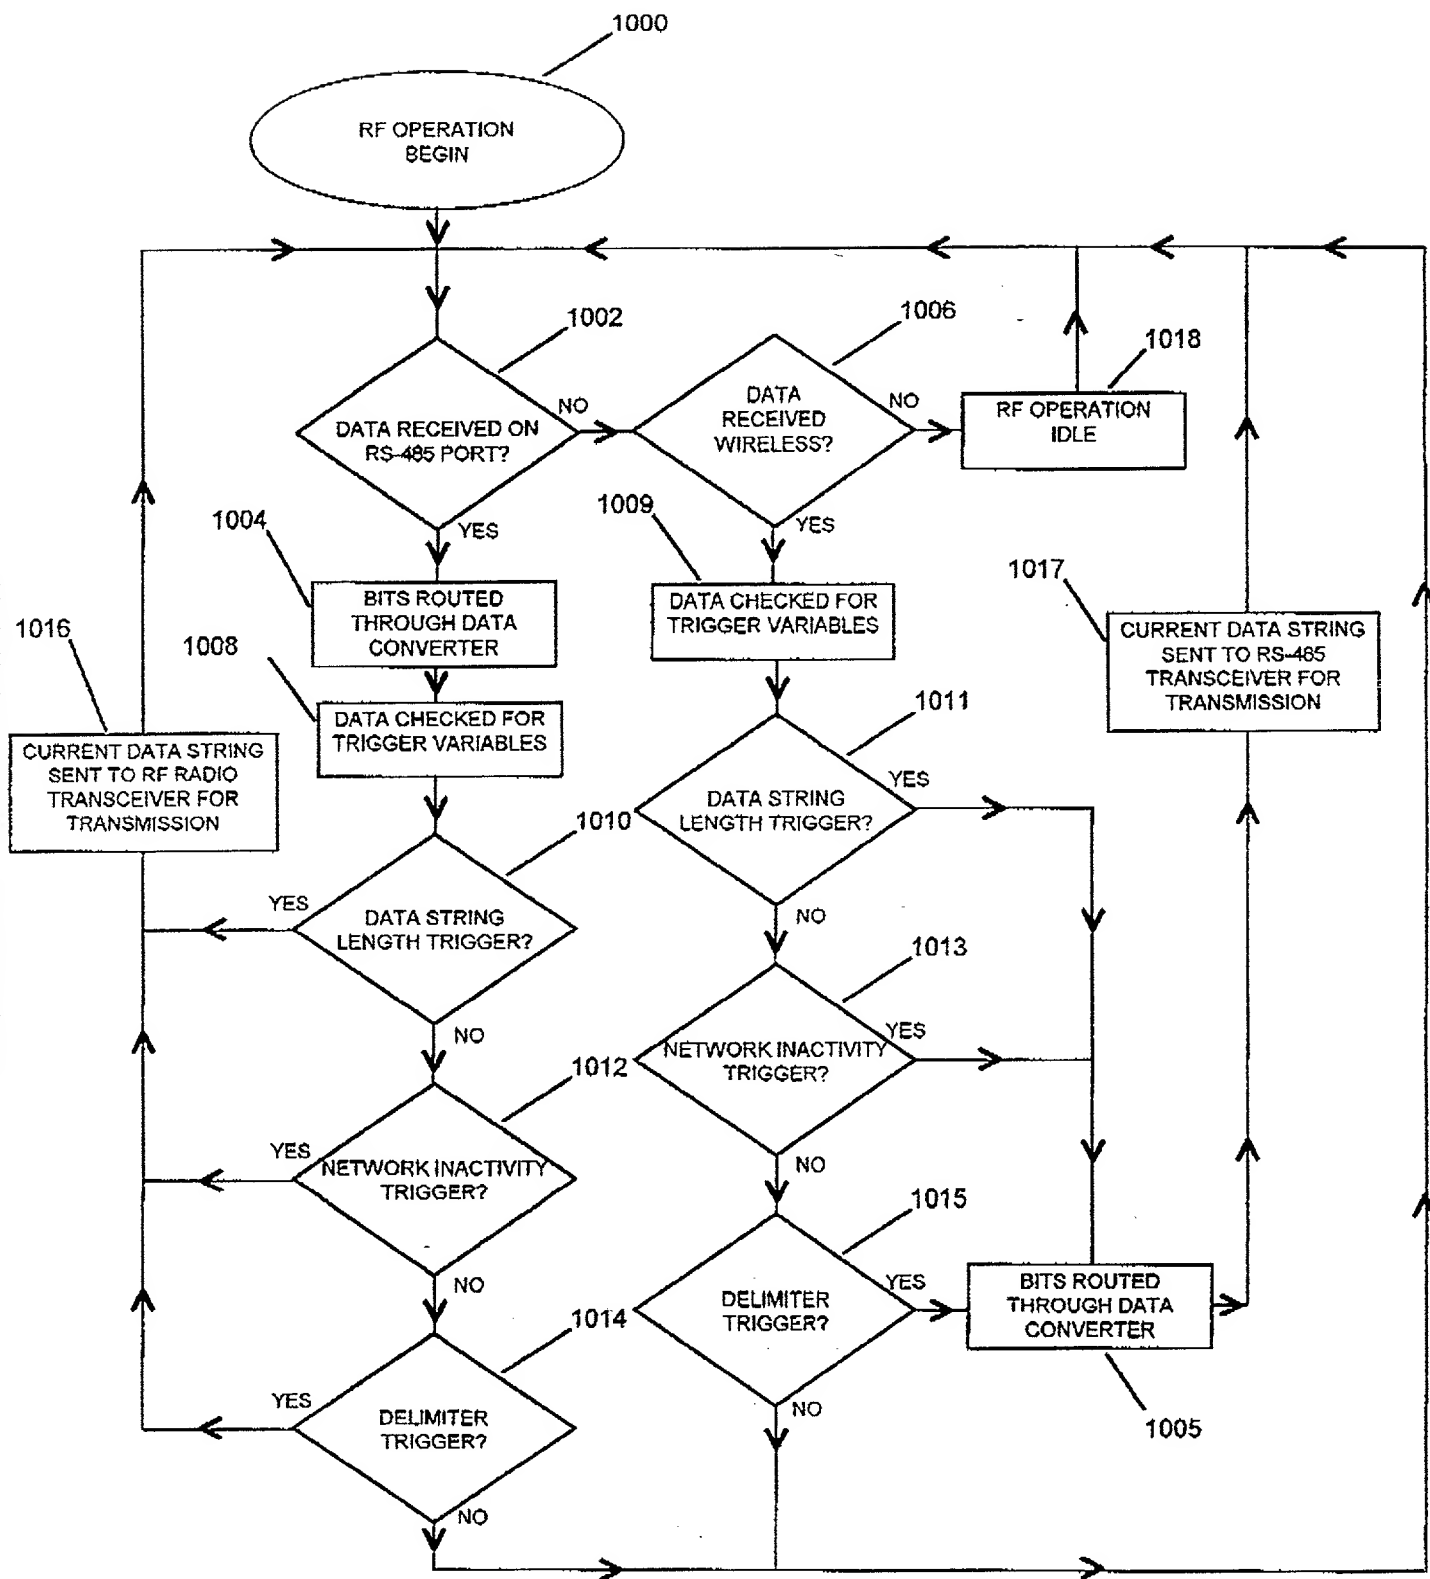 1000
RF OPERATION
BEGIN
1002
1006
1018
DATA RECEIVED ON
RS-485 PORT?
NO
DATA
RECEIVED
WIRELESS?
NO
RF OPERATION
IDLE
YES
YES
1004
BITS ROUTED
THROUGH DATA
CONVERTER
1009
DATA CHECKED FOR
TRIGGER VARIABLES
1017
CURRENT DATA STRING
SENT TO RS-485
TRANSCEIVER FOR
TRANSMISSION
1016
CURRENT DATA STRING
SENT TO RF RADIO
TRANSCEIVER FOR
TRANSMISSION
1008
DATA CHECKED FOR
TRIGGER VARIABLES
1011
DATA STRING
LENGTH TRIGGER?
YES
NO
1010
DATA STRING
LENGTH TRIGGER?
YES
NO
1013
NETWORK INACTIVITY
TRIGGER?
YES
NO
1012
NETWORK INACTIVITY
TRIGGER?
YES
NO
1015
DELIMITER
TRIGGER?
YES
NO
BITS ROUTED
THROUGH DATA
CONVERTER
1005
1014
DELIMITER
TRIGGER?
YES
NO